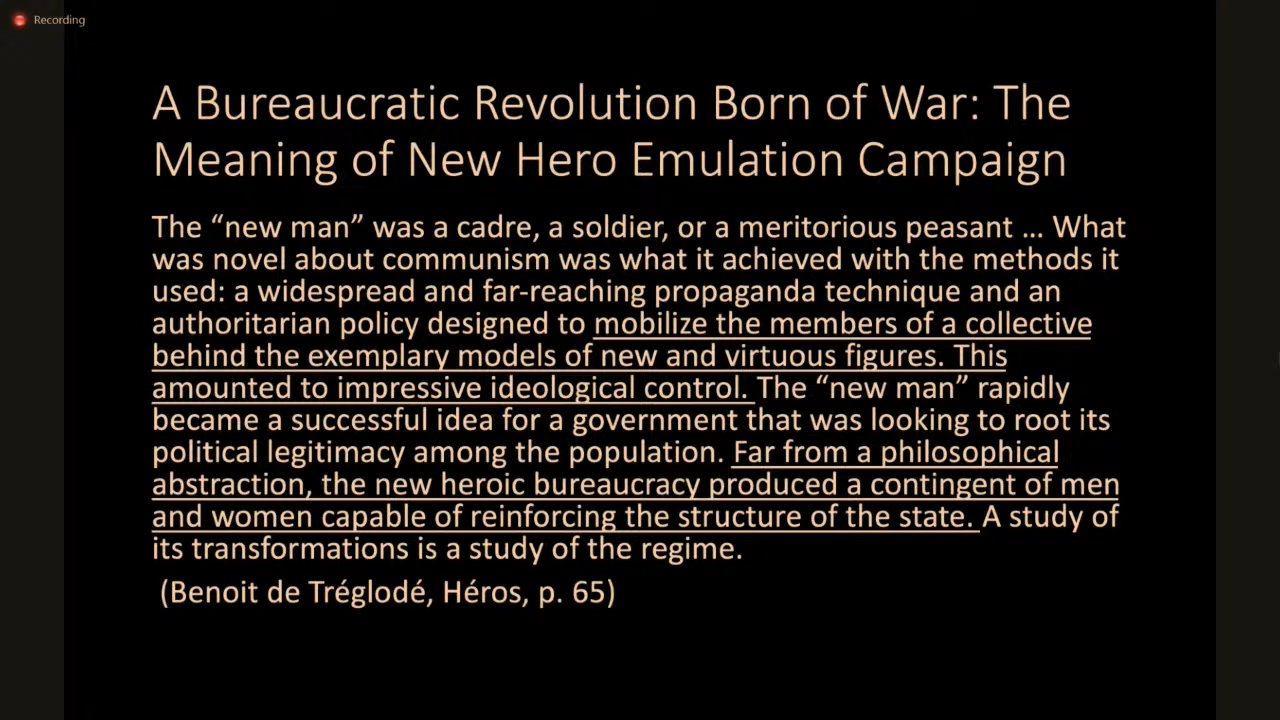 Recording
A Bureaucratic Revolution Born of War: The
Meaning of New Hero Emulation Campaign
The “new man” was a cadre, a soldier, or a meritorious peasant … What
was novel about communism was what it achieved with the methods it
used: a widespread and far-reaching propaganda technique and an
authoritarian policy designed to mobilize the members of a collective
behind the exemplary models of new and virtuous figures. This
amounted to impressive ideological control. The “new man” rapidly
became a successful idea for a government that was looking to root its
political legitimacy among the population. Far from a philosophical
abstraction, the new heroic bureaucracy produced a contingent of men
and women capable of reinforcing the structure of the state. A study of
its transformations is a study of the regime.
(Benoit de Tréglodé, Héros, p. 65)